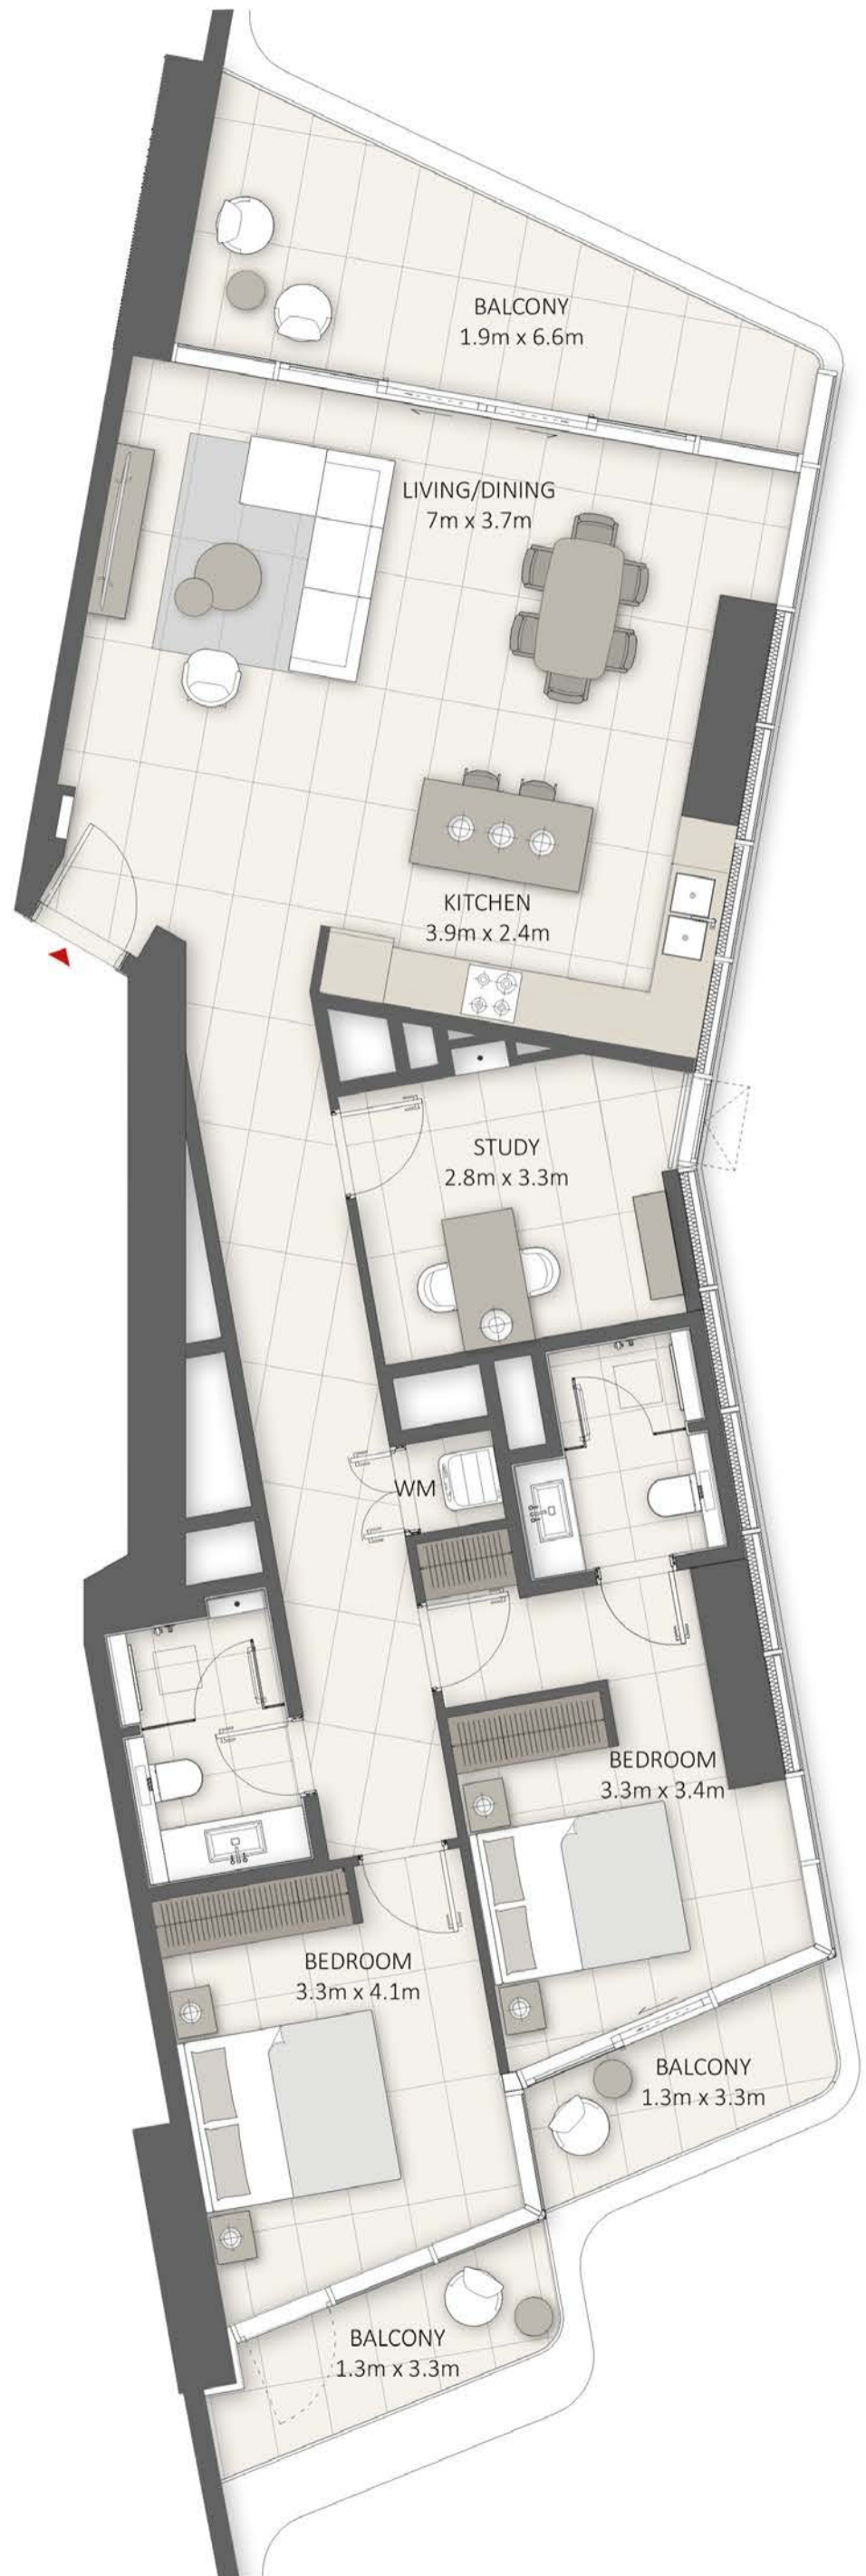 BALCONY
1.9m x 6.6m
LIVING/DINING
7m x 3.7m
KITCHEN
3.9m x 2.4m
STUDY
2.8m x 3.3m
WM
BEDROOM
3.3m x 3.4m
BEDROOM
3.3m x 4.1m
BALCONY
1.3m x 3.3m
BALCONY
1.3m x 3.3m